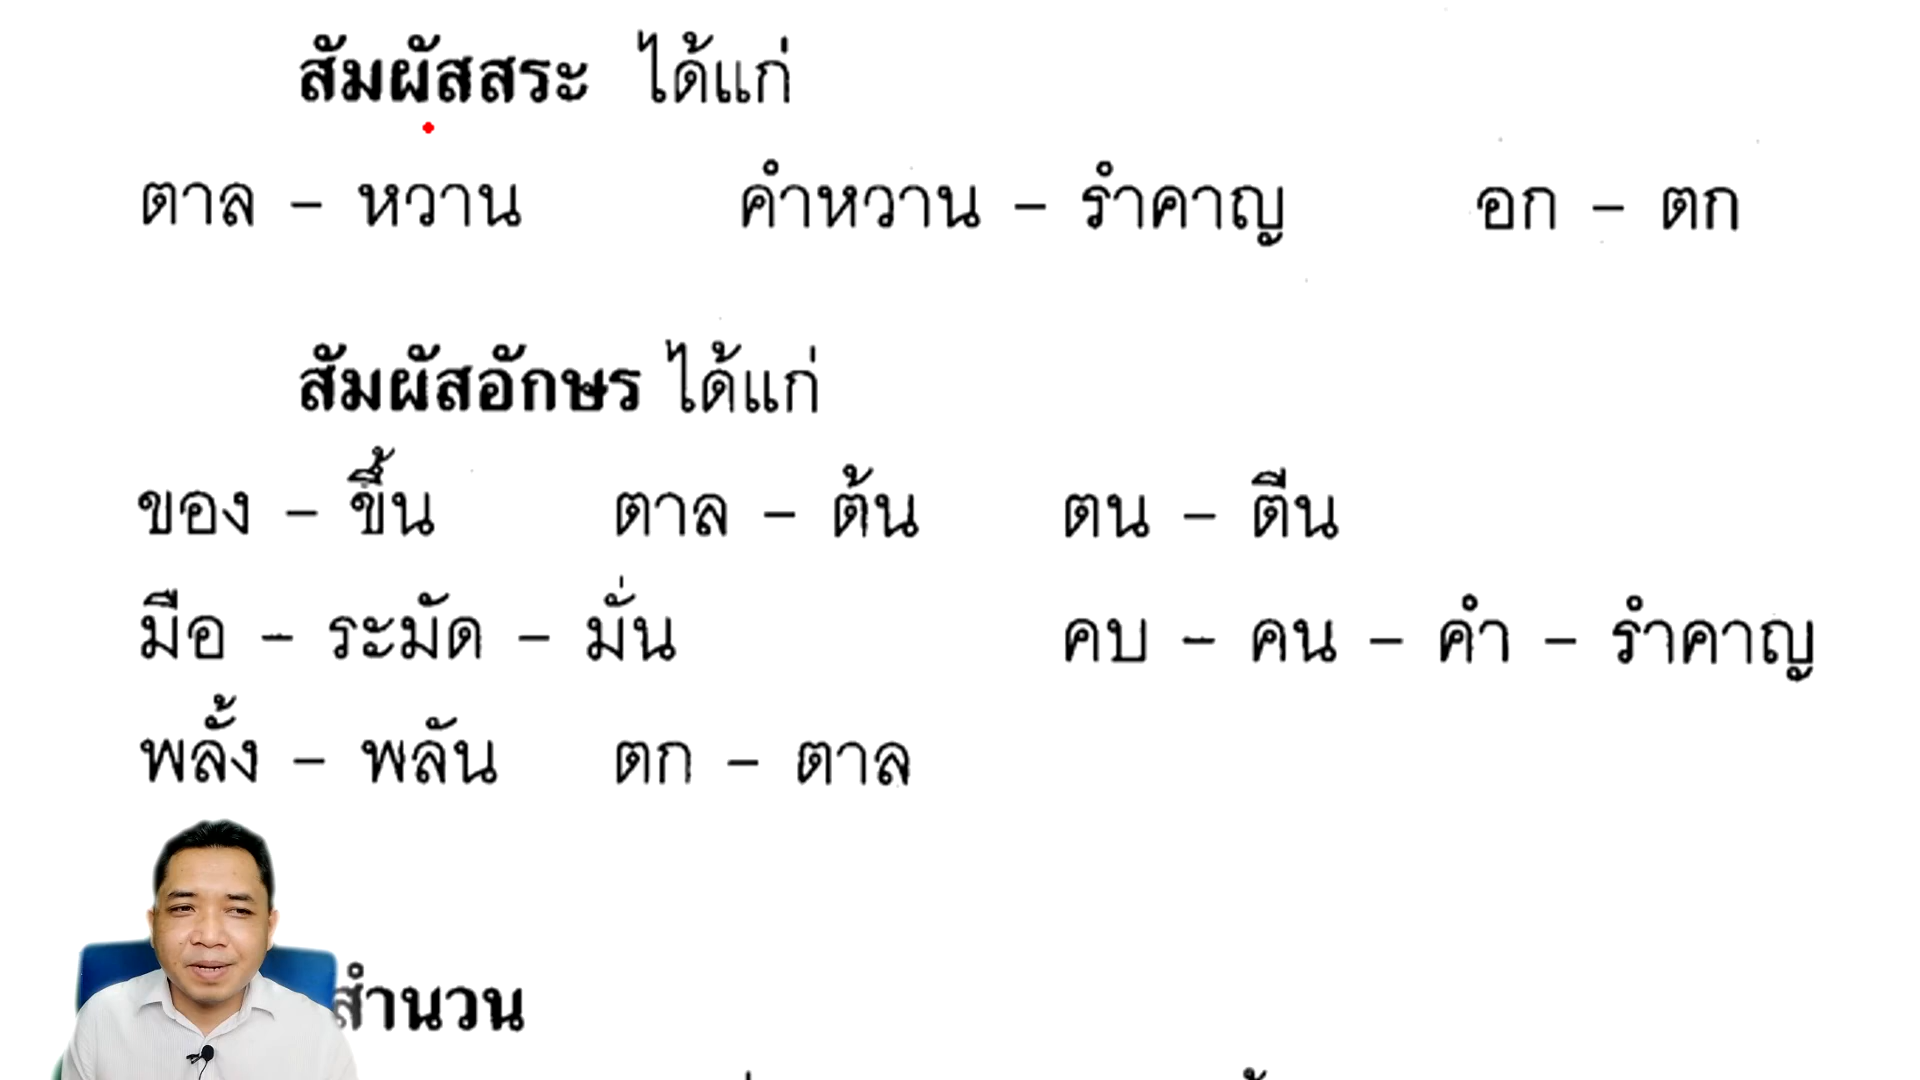 สัมผัสสระ ได้แก่
ตาล – หวาน คำหวาน – รำคาญ อก – ตก
สัมผัสอักษร ได้แก่
ของ – ขึ้น ตาล – ต้น ตน – ตีน
มือ – ระมัด – มั่น คบ – คน – คำ – รำคาญ
พลั้ง – พลัน ตก – ตาล
สำนวน